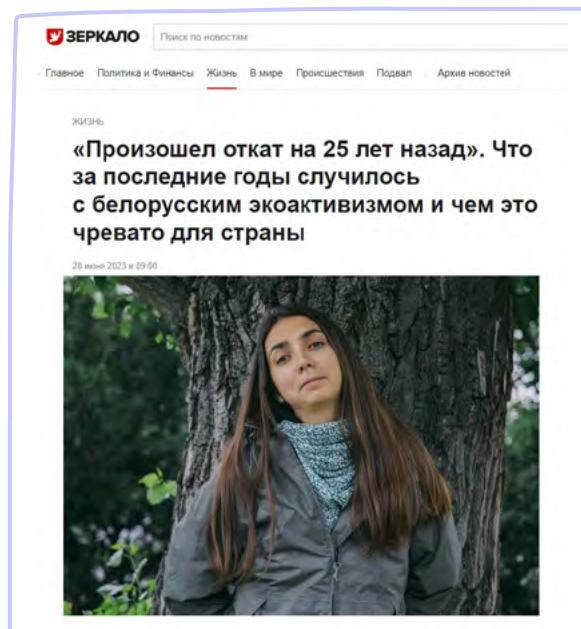 ЗЕРКАЛО
Поиск по новостям
Главное Политика и Финансы Жизнь В мире Происшествия Подвал Архив новостей
ЖИЗНЬ
«Произошел откат на 25 лет назад». Что
за последние годы случилось
с белорусским экоактивизмом и чем это
чревато для страны
28 июня 2023 в 09:00